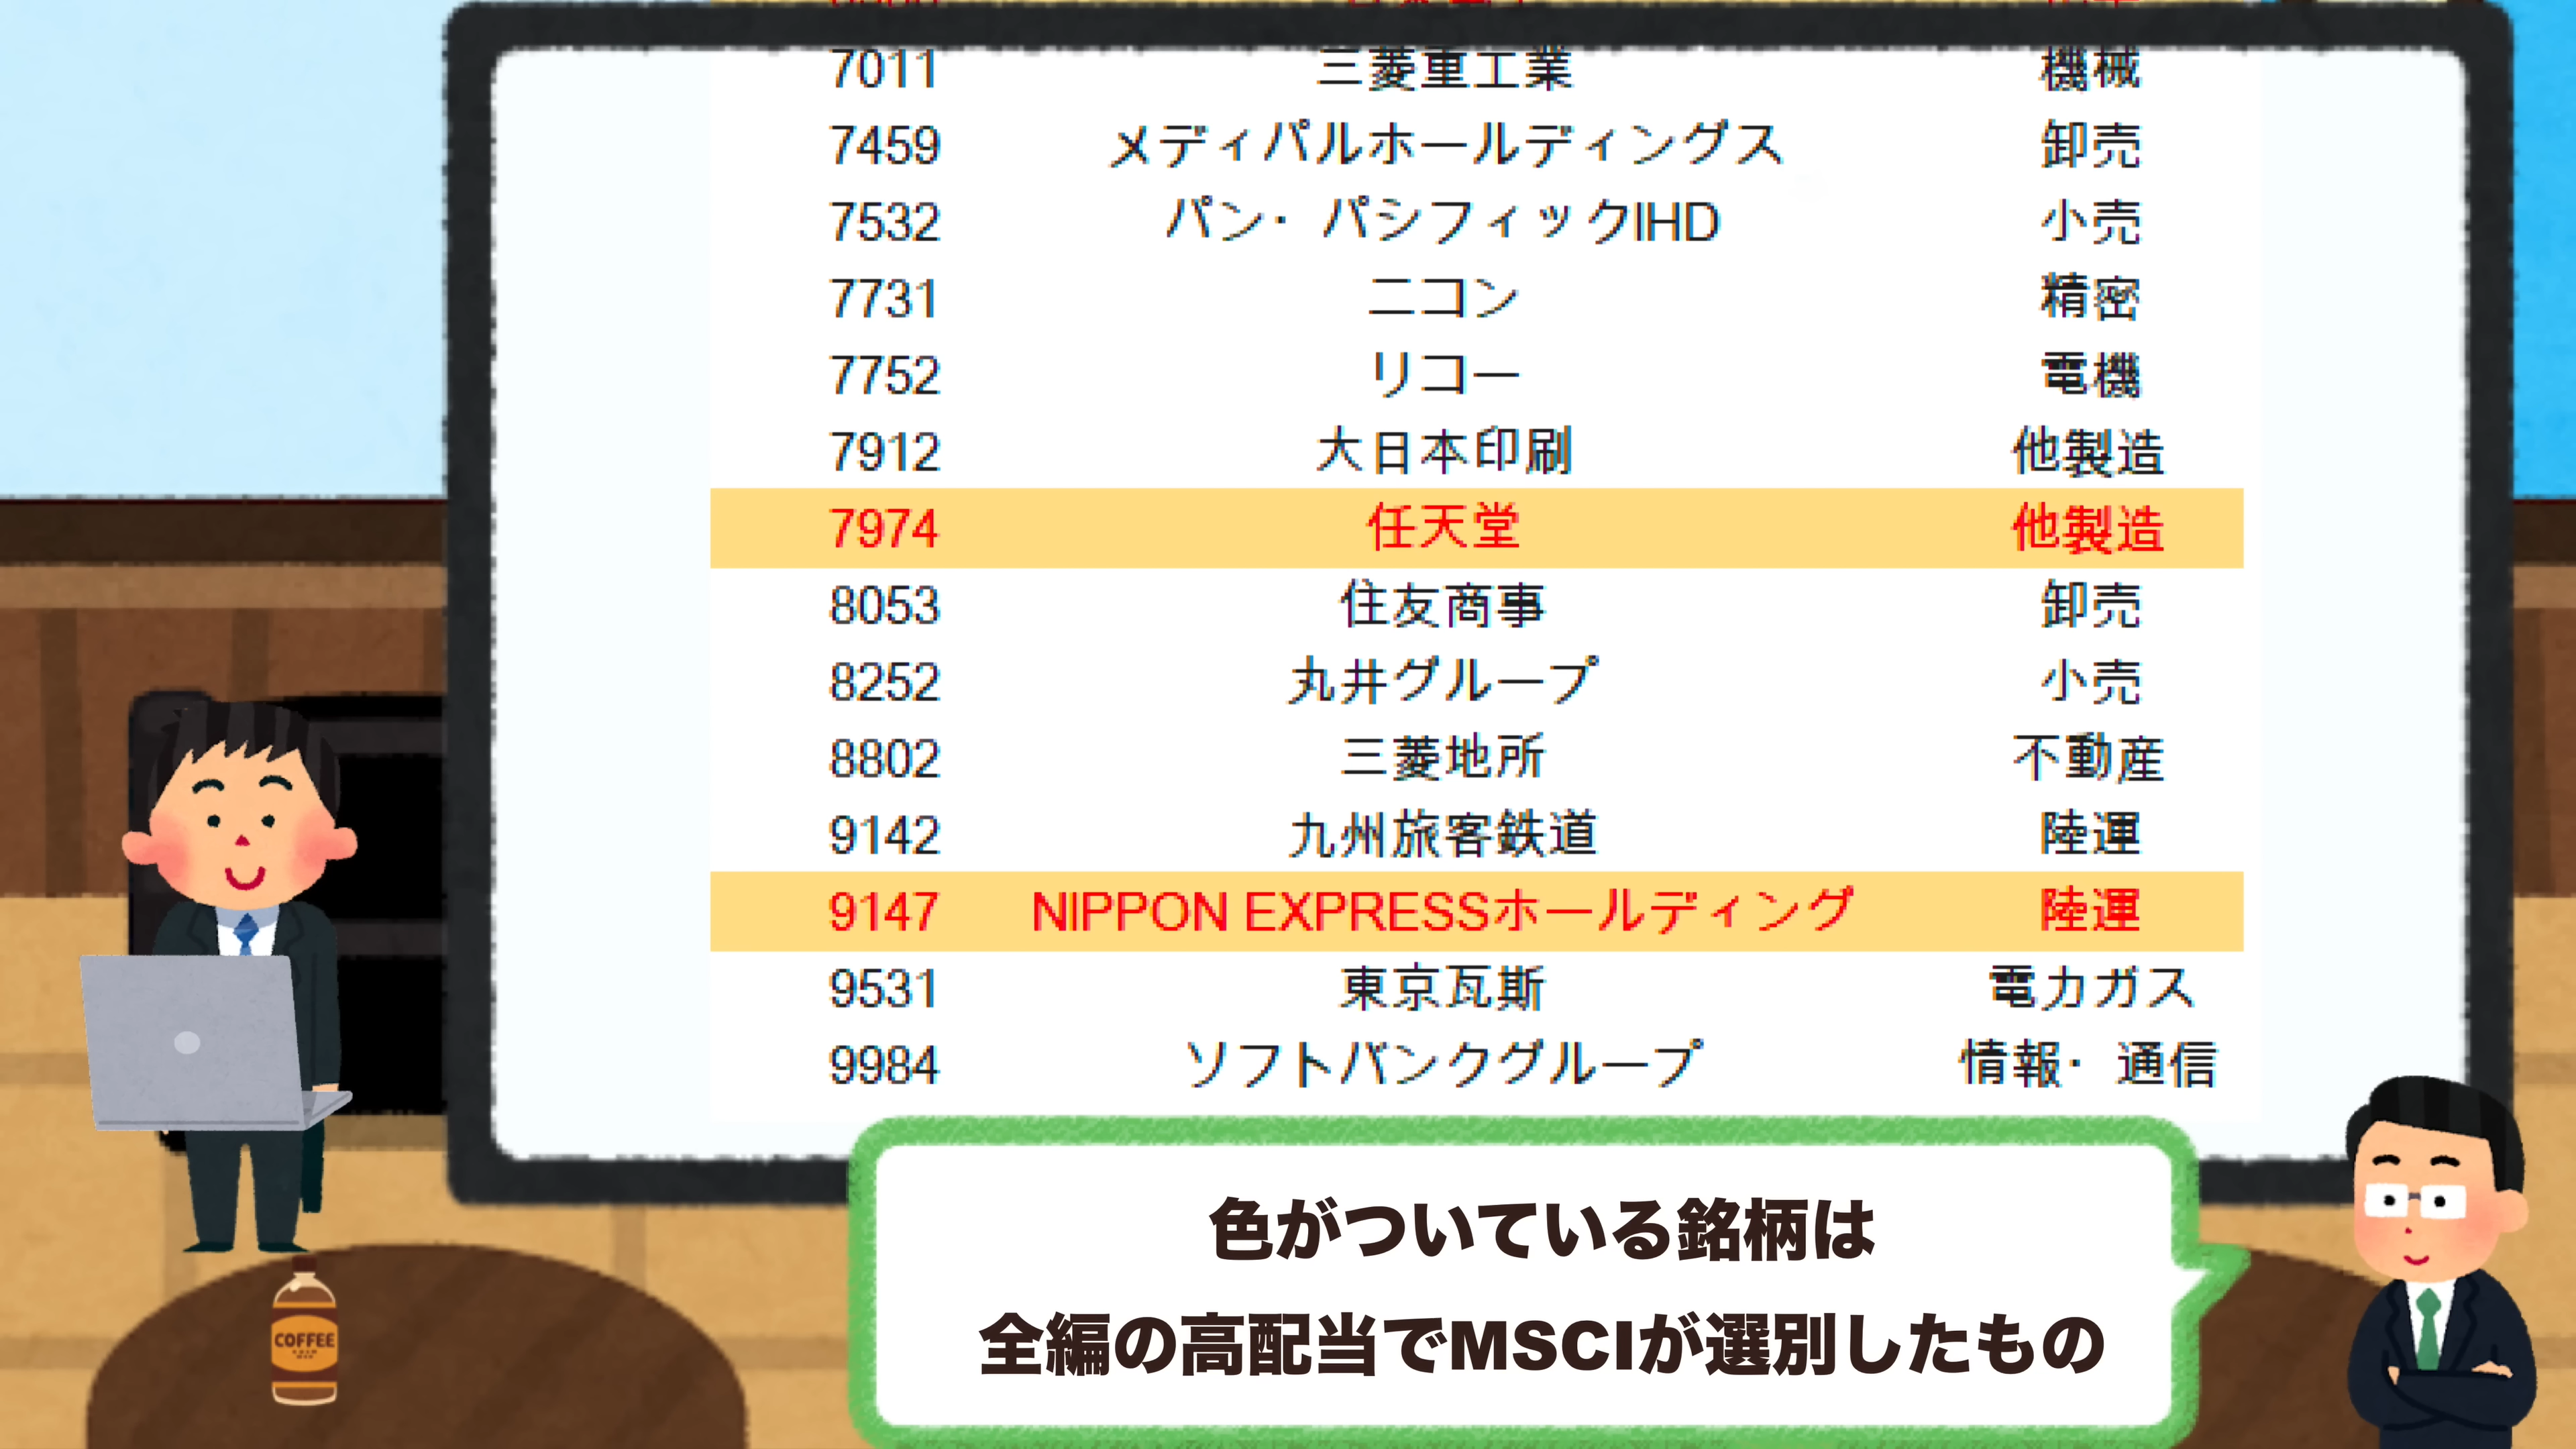 7011 三菱重工業 機械
7459 メディパルホールディングス 卸売
7532 パン・パシフィックIHD 小売
7731 ニコン 精密
7752 リコー 電機
7912 大日本印刷 他製造
7974 任天堂 他製造
8053 住友商事 卸売
8252 丸井グループ 小売
8802 三菱地所 不動産
9142 九州旅客鉄道 陸運
9147 NIPPON EXPRESSホールディング 陸運
9531 東京瓦斯 電力ガス
9984 ソフトバンクグループ 情報・通信
色がついている銘柄は
全編の高配当でMSCIが選別したもの
COFFEE